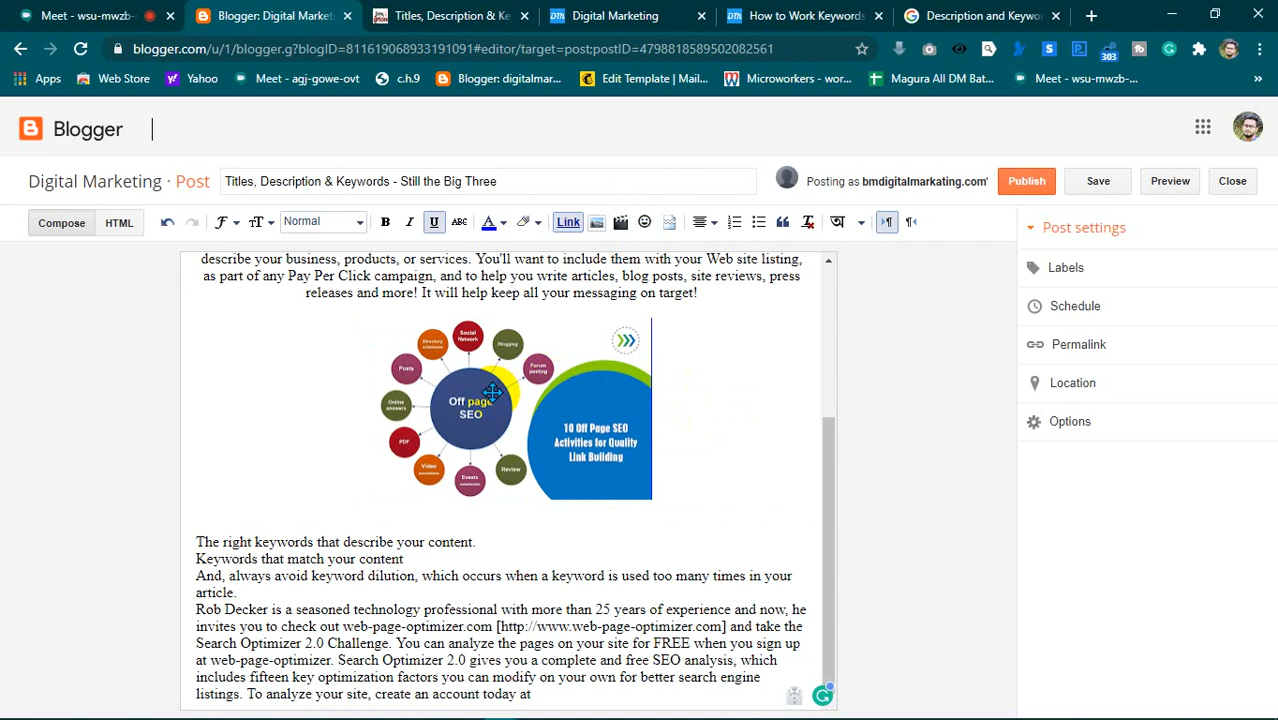 Meet - wsu-mwzb-
Blogger: Digital Market
Titles, Description & Ke
Digital Marketing
How to Work Keywords
Description and Keywo
blogger.com/u/1/blogger.g?blogID=811619068933191091#editor/target=post;postID=4798818589502082561
303
Apps
Web Store
Yahoo
Meet - agj-gowe-ovt
c.h.9
Blogger: digitalmar...
Edit Template | Mail...
Microworkers - wor...
Magura All DM Bat...
Meet - wsu-mwzb-...
»
Blogger
Digital Marketing · Post
Titles, Description & Keywords - Still the Big Three
Posting as bmdigitalmarking.com'
Publish
Save
Preview
Close
Compose
HTML
Normal
B
I
U
ABC
A
Link
Post settings
Labels
Schedule
Permalink
Location
Options
describe your business, products, or services. You'll want to include them with your Web site listing,
as part of any Pay Per Click campaign, and to help you write articles, blog posts, site reviews, press
releases and more! It will help keep all your messaging on target!
Social
Network
Directory
Blogging
Posts
Forum
posting
Off page
SEO
Online
answers
PDF
Video
Events
Review
10 Off Page SEO
Activities for Quality
Link Building
The right keywords that describe your content.
Keywords that match your content
And, always avoid keyword dilution, which occurs when a keyword is used too many times in your
article.
Rob Decker is a seasoned technology professional with more than 25 years of experience and now, he
invites you to check out web-page-optimizer.com [http://www.web-page-optimizer.com] and take the
Search Optimizer 2.0 Challenge. You can analyze the pages on your site for FREE when you sign up
at web-page-optimizer. Search Optimizer 2.0 gives you a complete and free SEO analysis, which
includes fifteen key optimization factors you can modify on your own for better search engine
listings. To analyze your site, create an account today at